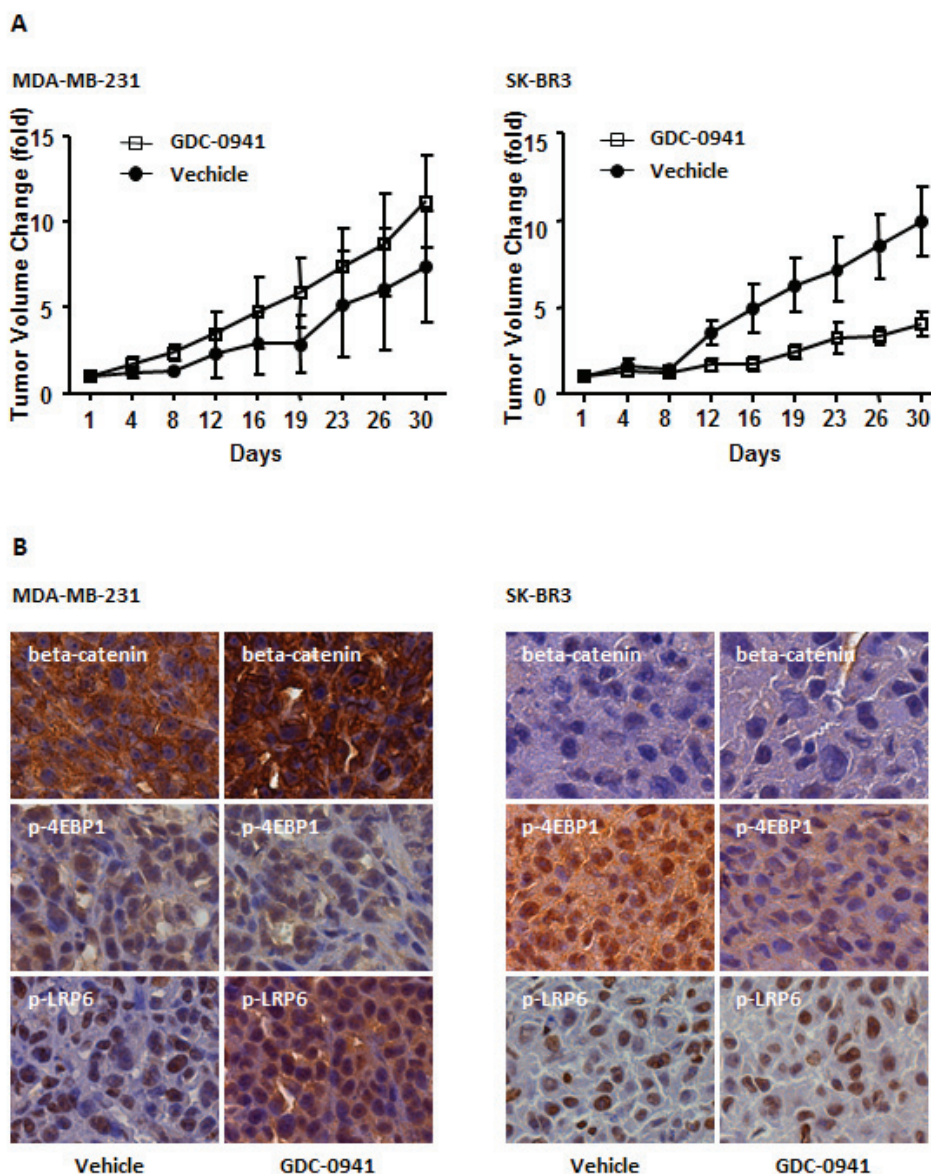 A
MDA-MB-231
Tumor Volume Change (fold)
15
10
5
0
GDC-0941
Vechicle
1 4 8 12 16 19 23 26 30
Days
SK-BR3
Tumor Volume Change (fold)
15
10
5
0
GDC-0941
Vechicle
1 4 8 12 16 19 23 26 30
Days
B
MDA-MB-231
SK-BR3
beta-catenin beta-catenin beta-catenin beta-catenin
p-4EBP1 p-4EBP1 p-4EBP1 p-4EBP1
p-LRP6 p-LRP6 p-LRP6 p-LRP6
Vehicle GDC-0941 Vehicle GDC-0941